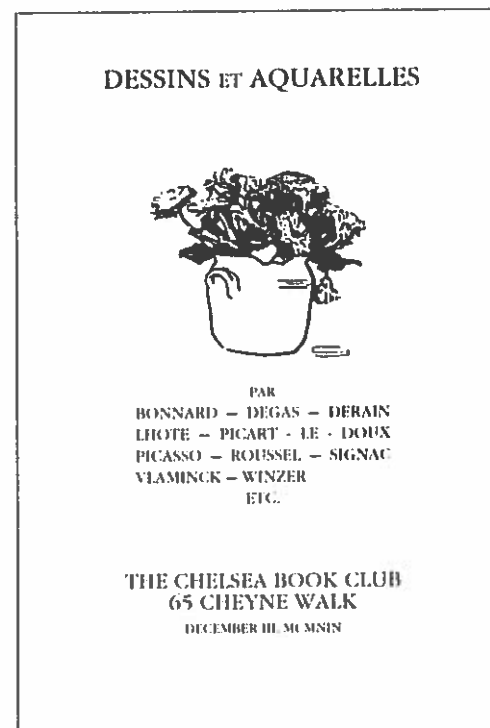 DESSINS ET AQUARELLES
PAR
BONNARD – DEGAS – DERAIN
LHOTE – PICART - LE - DOUX
PICASSO – ROUSSEL – SIGNAC
VLAMINCK – WINZER
ETC.
THE CHELSEA BOOK CLUB
65 CHEYNE WALK
DECEMBER III, MCMNIN